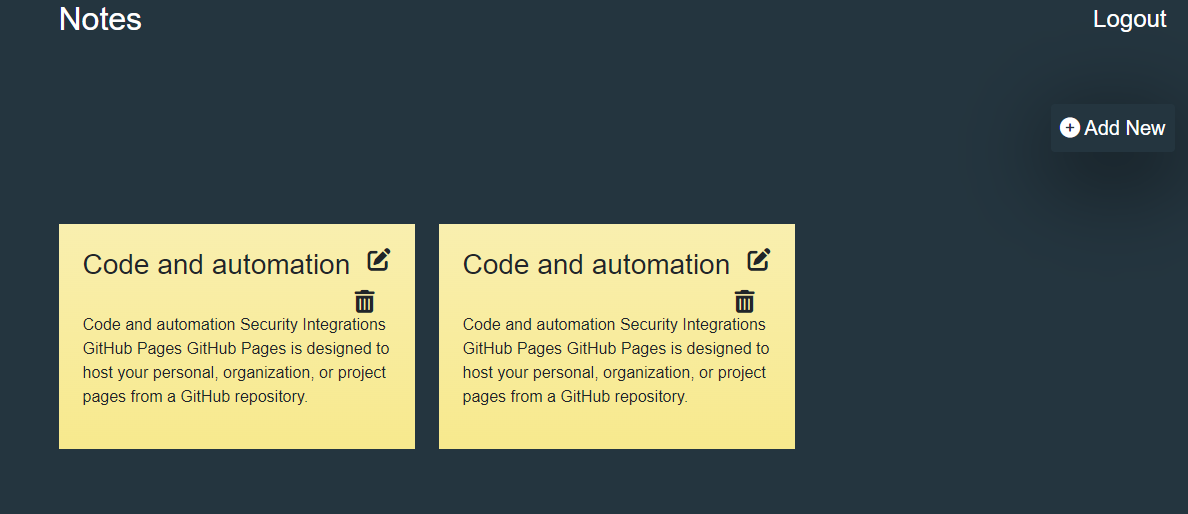 Notes
Logout
Add New
Code and automation
Code and automation Security Integrations
GitHub Pages GitHub Pages is designed to
host your personal, organization, or project
pages from a GitHub repository.
Code and automation
Code and automation Security Integrations
GitHub Pages GitHub Pages is designed to
host your personal, organization, or project
pages from a GitHub repository.